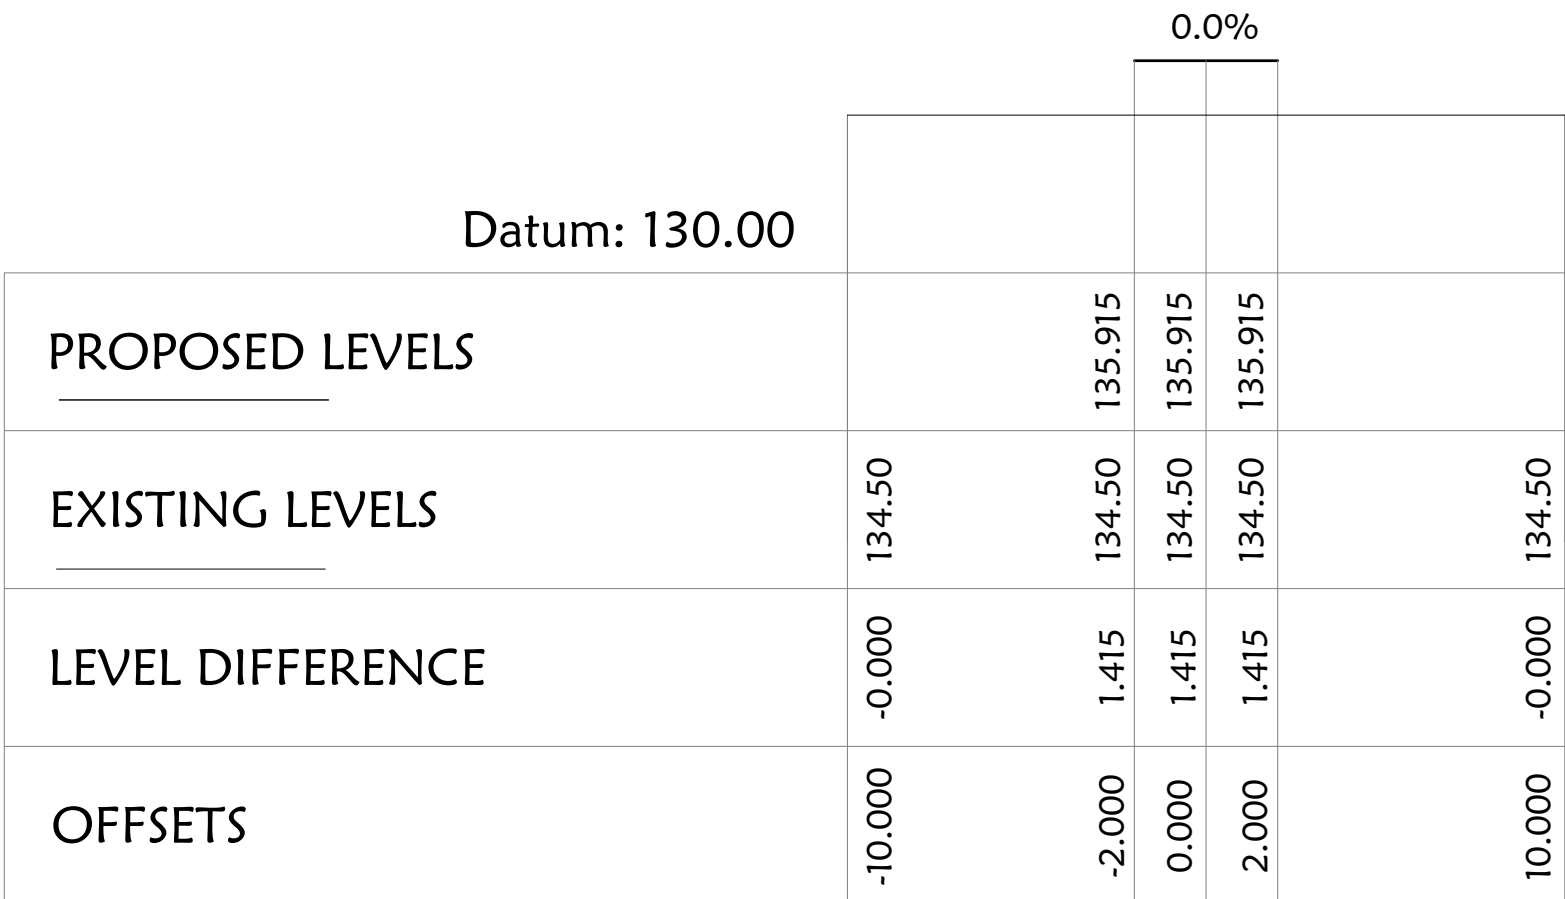 0.0%
Datum: 130.00
PROPOSED LEVELS 135.915 135.915 135.915
EXISTING LEVELS 134.50 134.50 134.50 134.50 134.50
LEVEL DIFFERENCE -0.000 1.415 1.415 1.415 -0.000
OFFSETS -10.000 -2.000 0.000 2.000 10.000